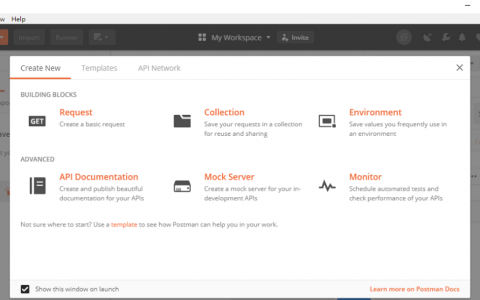 w Help
Import
Runner
My Workspace
Invite
Create New
Templates
API Network
BUILDING BLOCKS
GET
Request
Create a basic request
Collection
Save your requests in a collection
for reuse and sharing
Environment
Save values you frequently use in
an environment
ADVANCED
API Documentation
Create and publish beautiful
documentation for your APIs
Mock Server
Create a mock server for your in-
development APIs
Monitor
Schedule automated tests and
check performance of your APIs
Not sure where to start? Use a template to see how Postman can help you in your work.
Show this window on launch
Learn more on Postman Docs